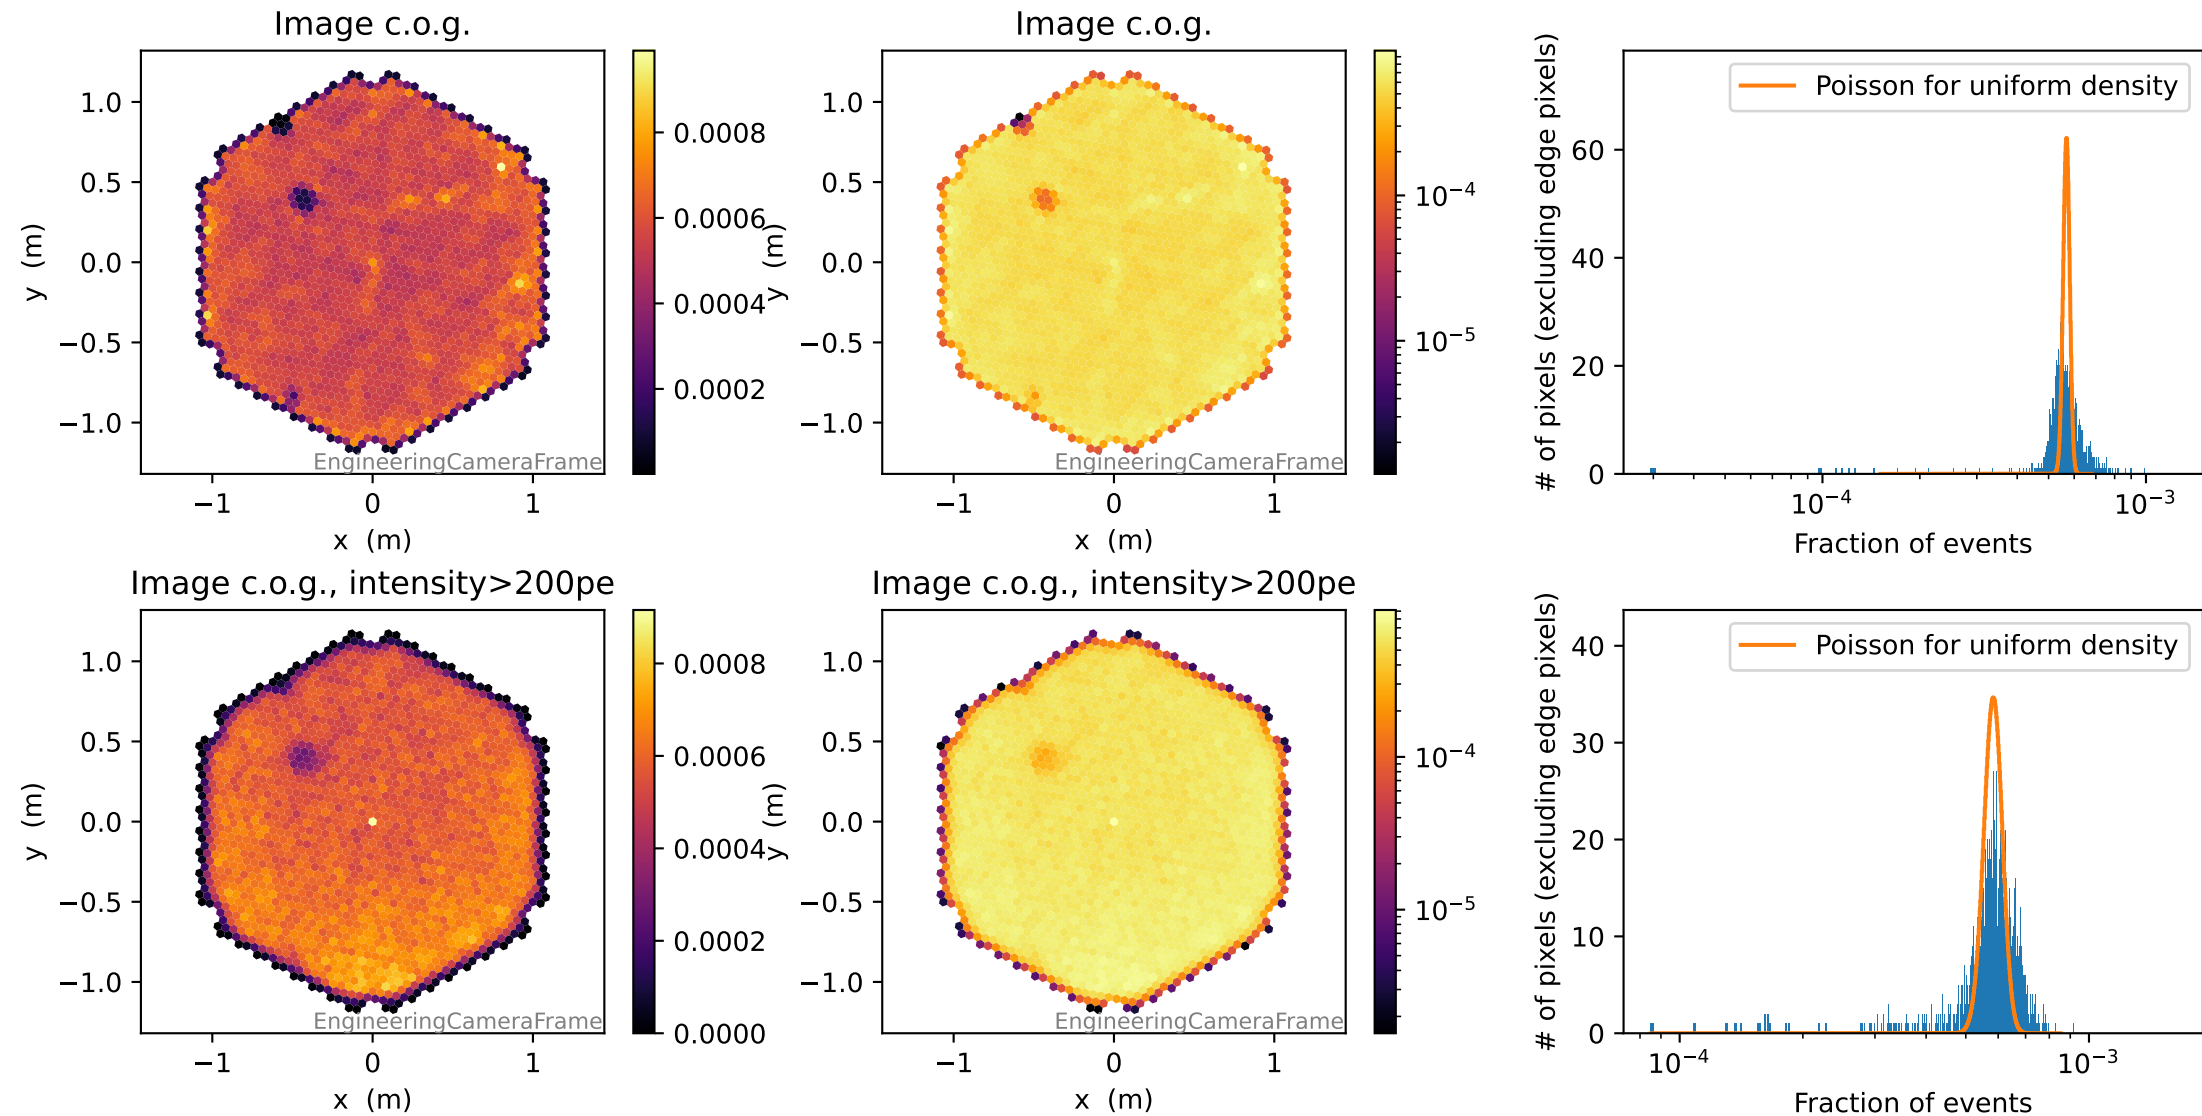 Image c.o.g.
1.0
0.5
0.0
−0.5
−1.0
y (m)
−1
0
1
x (m)
EngineeringCameraFrame
0.0008
0.0006
0.0004
0.0002
Image c.o.g.
1.0
0.5
0.0
−0.5
−1.0
y (m)
−1
0
1
x (m)
EngineeringCameraFrame
10⁻⁴
10⁻⁵
# of pixels (excluding edge pixels)
60
40
20
0
Poisson for uniform density
10⁻⁴
10⁻³
Fraction of events
Image c.o.g., intensity>200pe
1.0
0.5
0.0
−0.5
−1.0
y (m)
−1
0
1
x (m)
EngineeringCameraFrame
0.0008
0.0006
0.0004
0.0002
0.0000
Image c.o.g., intensity>200pe
1.0
0.5
0.0
−0.5
−1.0
y (m)
−1
0
1
x (m)
EngineeringCameraFrame
10⁻⁴
10⁻⁵
# of pixels (excluding edge pixels)
40
30
20
10
0
Poisson for uniform density
10⁻⁴
10⁻³
Fraction of events